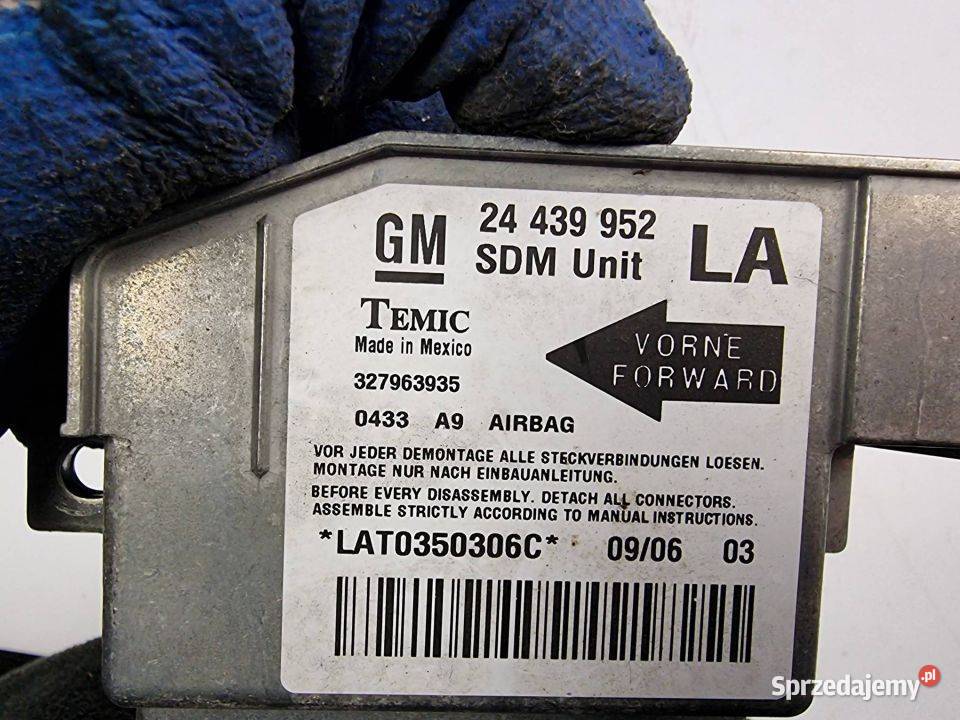 GM
24 439 952
SDM Unit
LA
TEMIC
Made in Mexico
VORNE
FORWARD
327963935
0433 A9 AIRBAG
VOR JEDER DEMONTAGE ALLE STECKVERBINDUNGEN LOESEN.
MONTAGE NUR NACH EINBAUANLEITUNG.
BEFORE EVERY DISASSEMBLY. DETACH ALL CONNECTORS.
ASSEMBLE STRICTLY ACCORDING TO MANUAL INSTRUCTIONS.
*LAT0350306C* 09/06 03
Sprzedajemy.pl